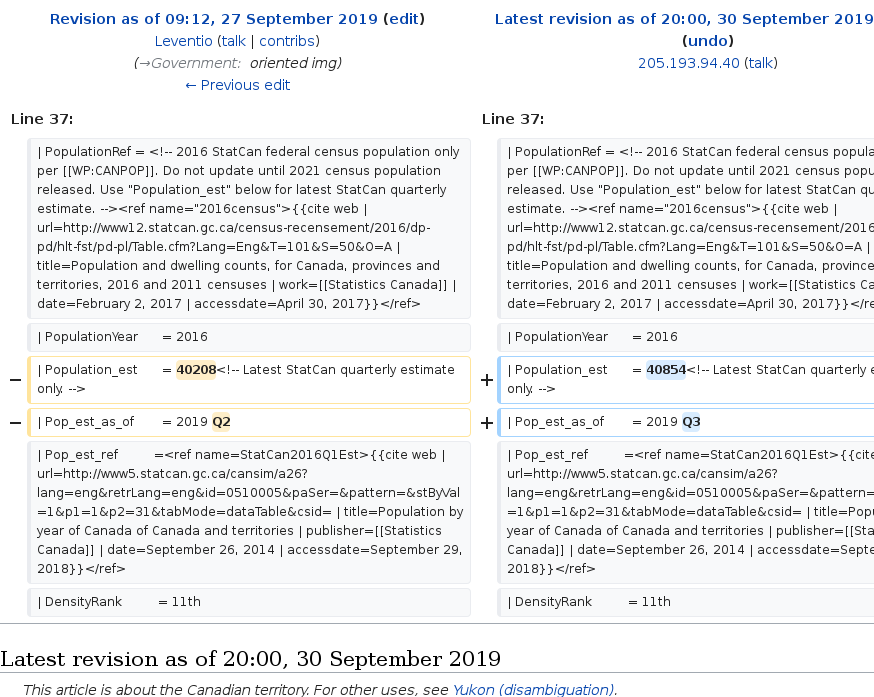 Revision as of 09:12, 27 September 2019 (edit)
Leventio (talk | contribs)
(→Government: oriented img)
← Previous edit
Latest revision as of 20:00, 30 September 2019
(undo)
205.193.94.40 (talk)
Line 37:
| PopulationRef = <!-- 2016 StatCan federal census population only
per [[WP:CANPOP]]. Do not update until 2021 census population
released. Use "Population_est" below for latest StatCan quarterly
estimate. --><ref name="2016census">{{cite web |
url=http://www12.statcan.gc.ca/census-recensement/2016/dp-
pd/hlt-fst/pd-pl/Table.cfm?Lang=Eng&T=101&S=50&O=A |
title=Population and dwelling counts, for Canada, provinces and
territories, 2016 and 2011 censuses | work=[[Statistics Canada]] |
date=February 2, 2017 | accessdate=April 30, 2017}}</ref>
| PopulationYear = 2016
− | Population_est = 40208<!-- Latest StatCan quarterly estimate
only. -->
− | Pop_est_as_of = 2019 Q2
| Pop_est_ref =<ref name=StatCan2016Q1Est>{{cite web |
url=http://www5.statcan.gc.ca/cansim/a26?
lang=eng&retrLang=eng&id=0510005&paSer=&pattern=&stByVal
=1&p1=1&p2=31&tabMode=dataTable&csid= | title=Population by
year of Canada of Canada and territories | publisher=[[Statistics
Canada]] | date=September 26, 2014 | accessdate=September 29,
2018}}</ref>
| DensityRank = 11th
Line 37:
| PopulationRef = <!-- 2016 StatCan federal census popula
per [[WP:CANPOP]]. Do not update until 2021 census popu
released. Use "Population_est" below for latest StatCan qu
estimate. --><ref name="2016census">{{cite web |
url=http://www12.statcan.gc.ca/census-recensement/2016
pd/hlt-fst/pd-pl/Table.cfm?Lang=Eng&T=101&S=50&O=A |
title=Population and dwelling counts, for Canada, province
territories, 2016 and 2011 censuses | work=[[Statistics Ca
date=February 2, 2017 | accessdate=April 30, 2017}}</re
| PopulationYear = 2016
+ | Population_est = 40854<!-- Latest StatCan quarterly e
only. -->
+ | Pop_est_as_of = 2019 Q3
| Pop_est_ref =<ref name=StatCan2016Q1Est>{{cite
url=http://www5.statcan.gc.ca/cansim/a26?
lang=eng&retrLang=eng&id=0510005&paSer=&pattern=
=1&p1=1&p2=31&tabMode=dataTable&csid= | title=Popu
year of Canada of Canada and territories | publisher=[[Sta
Canada]] | date=September 26, 2014 | accessdate=Septe
2018}}</ref>
| DensityRank = 11th
Latest revision as of 20:00, 30 September 2019
This article is about the Canadian territory. For other uses, see Yukon (disambiguation).